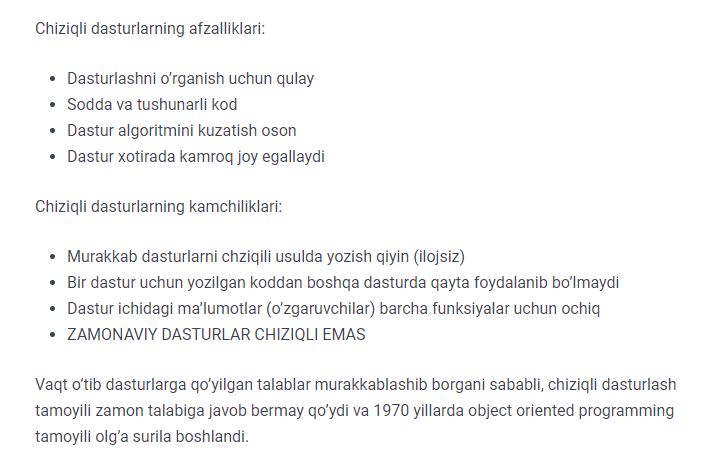 Chiziqli dasturlarning afzalliklari:
• Dasturlashni o’rganish uchun qulay
• Sodda va tushunarli kod
• Dastur algoritmini kuzatish oson
• Dastur xotirada kamroq joy egallaydi
Chiziqli dasturlarning kamchiliklari:
• Murakkab dasturlarni chziqili usulda yozish qiyin (ilojsiz)
• Bir dastur uchun yozilgan koddan boshqa dasturda qayta foydalanib bo’lmaydi
• Dastur ichidagi ma’lumotlar (o’zgaruvchilar) barcha funksiyalar uchun ochiq
• ZAMONAVIY DASTURLAR CHIZIQLI EMAS
Vaqt o’tib dasturlarga qo’yilgan talablar murakkablashib borgani sababli, chiziqli dasturlash
tamoyili zamon talabiga javob bermay qo’ydi va 1970 yillarda object oriented programming
tamoyili olg’a surila boshlandi.